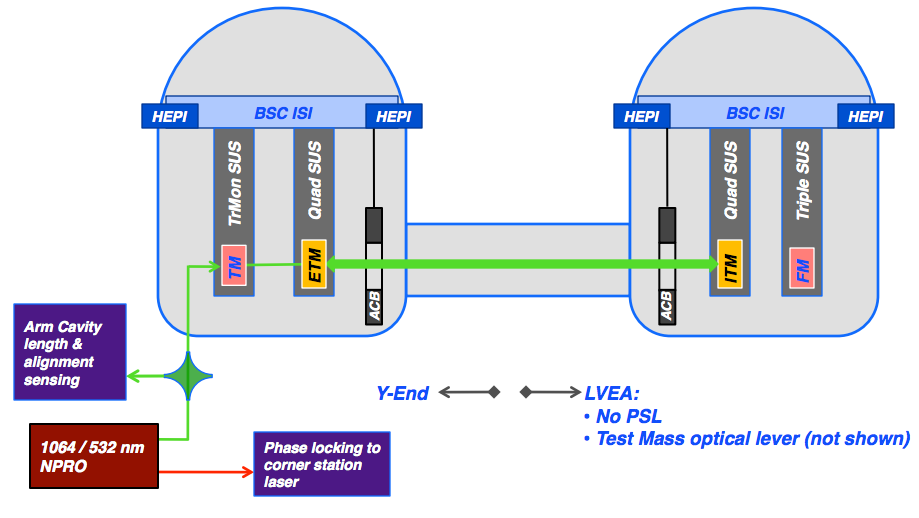 HEPI
BSC ISI
HEPI
HEPI
BSC ISI
HEPI
TrMon SUS
Quad SUS
Quad SUS
Triple SUS
TM
ETM
ITM
FM
ACB
ACB
Arm Cavity
length &
alignment
sensing
Y-End
LVEA:
• No PSL
• Test Mass optical lever (not shown)
1064 / 532 nm
NPRO
Phase locking to
corner station
laser